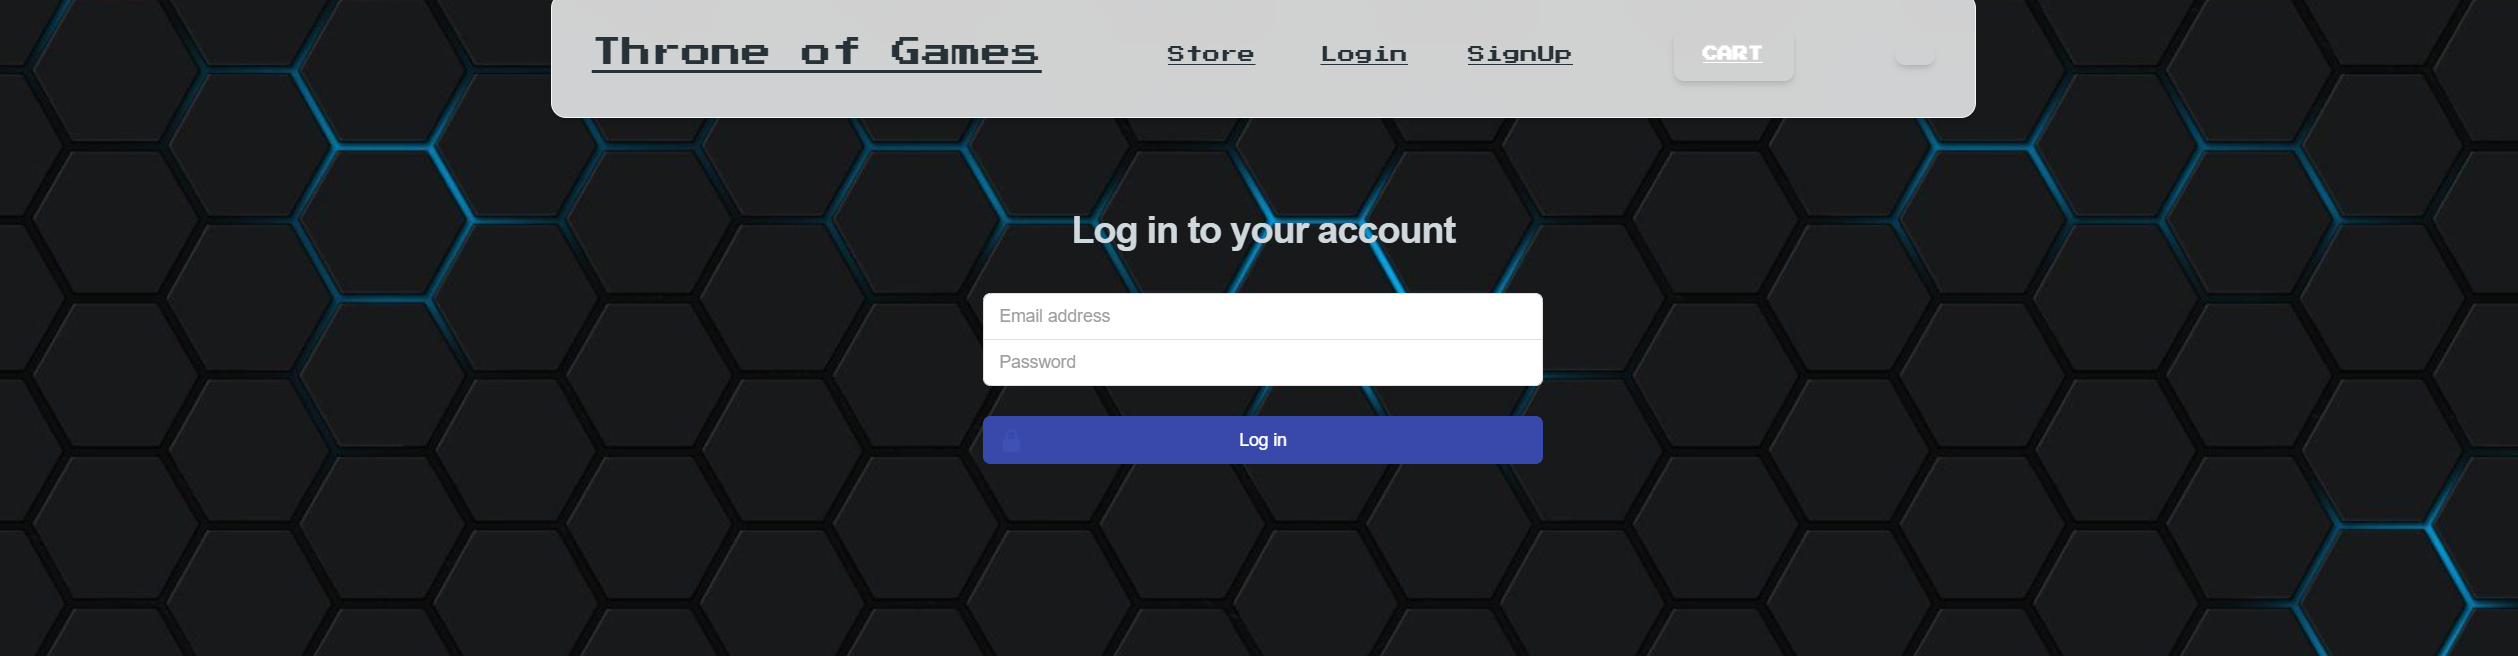 Throne of Games Store Login SignUp CART
Log in to your account
Email address
Password
Log in